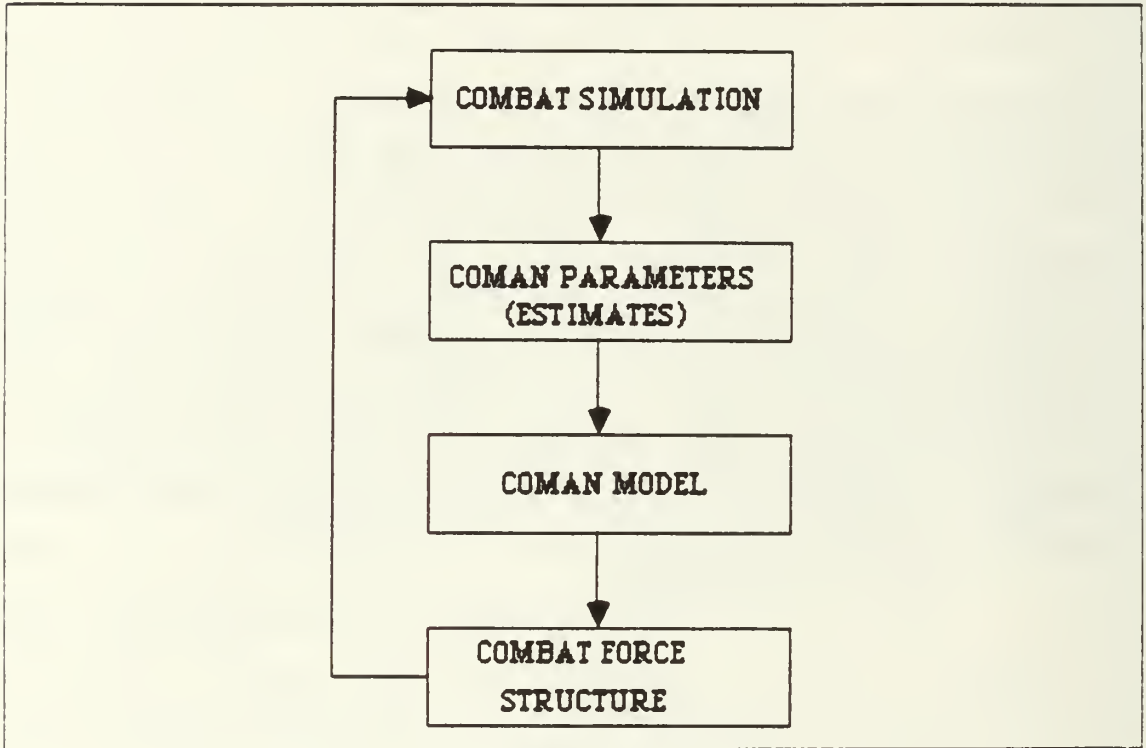 COMBAT SIMULATION
COMAN PARAMETERS
(ESTIMATES)
COMAN MODEL
COMBAT FORCE
STRUCTURE